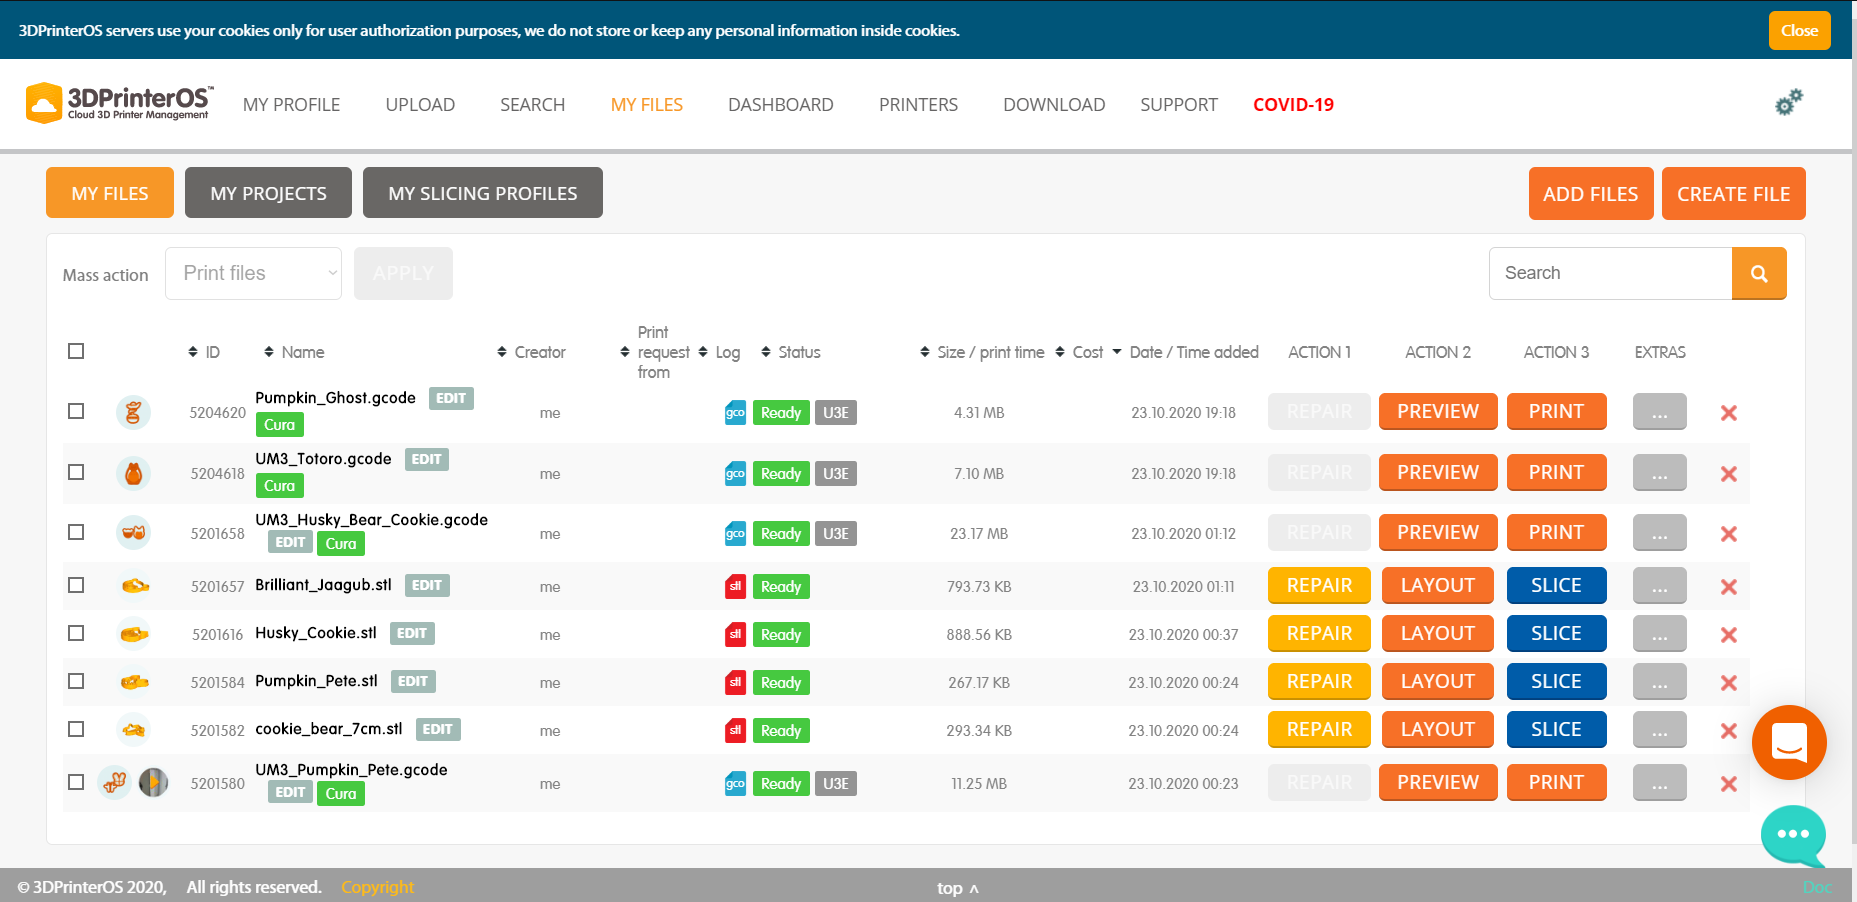 3DPrinterOS servers use your cookies only for user authorization purposes, we do not store or keep any personal information inside cookies. Close
3DPrinterOS™
Cloud 3D Printer Management
MY PROFILE UPLOAD SEARCH MY FILES DASHBOARD PRINTERS DOWNLOAD SUPPORT COVID-19
MY FILES MY PROJECTS MY SLICING PROFILES ADD FILES CREATE FILE
Mass action Print files APPLY Search
ID Name Creator Print request from Log Status Size / print time Cost Date / Time added ACTION 1 ACTION 2 ACTION 3 EXTRAS
5204620 Pumpkin_Ghost.gcode EDIT Cura me gco Ready U3E 4.31 MB 23.10.2020 19:18 REPAIR PREVIEW PRINT ...
5204618 UM3_Totoro.gcode EDIT Cura me gco Ready U3E 7.10 MB 23.10.2020 19:18 REPAIR PREVIEW PRINT ...
5201658 UM3_Husky_Bear_Cookie.gcode EDIT Cura me gco Ready U3E 23.17 MB 23.10.2020 01:12 REPAIR PREVIEW PRINT ...
5201657 Brilliant_Jaagub.stl EDIT me stl Ready 793.73 KB 23.10.2020 01:11 REPAIR LAYOUT SLICE ...
5201616 Husky_Cookie.stl EDIT me stl Ready 888.56 KB 23.10.2020 00:37 REPAIR LAYOUT SLICE ...
5201584 Pumpkin_Pete.stl EDIT me stl Ready 267.17 KB 23.10.2020 00:24 REPAIR LAYOUT SLICE ...
5201582 cookie_bear_7cm.stl EDIT me stl Ready 293.34 KB 23.10.2020 00:24 REPAIR LAYOUT SLICE ...
5201580 UM3_Pumpkin_Pete.gcode EDIT Cura me gco Ready U3E 11.25 MB 23.10.2020 00:23 REPAIR PREVIEW PRINT ...
© 3DPrinterOS 2020, All rights reserved. Copyright top ʌ Doc